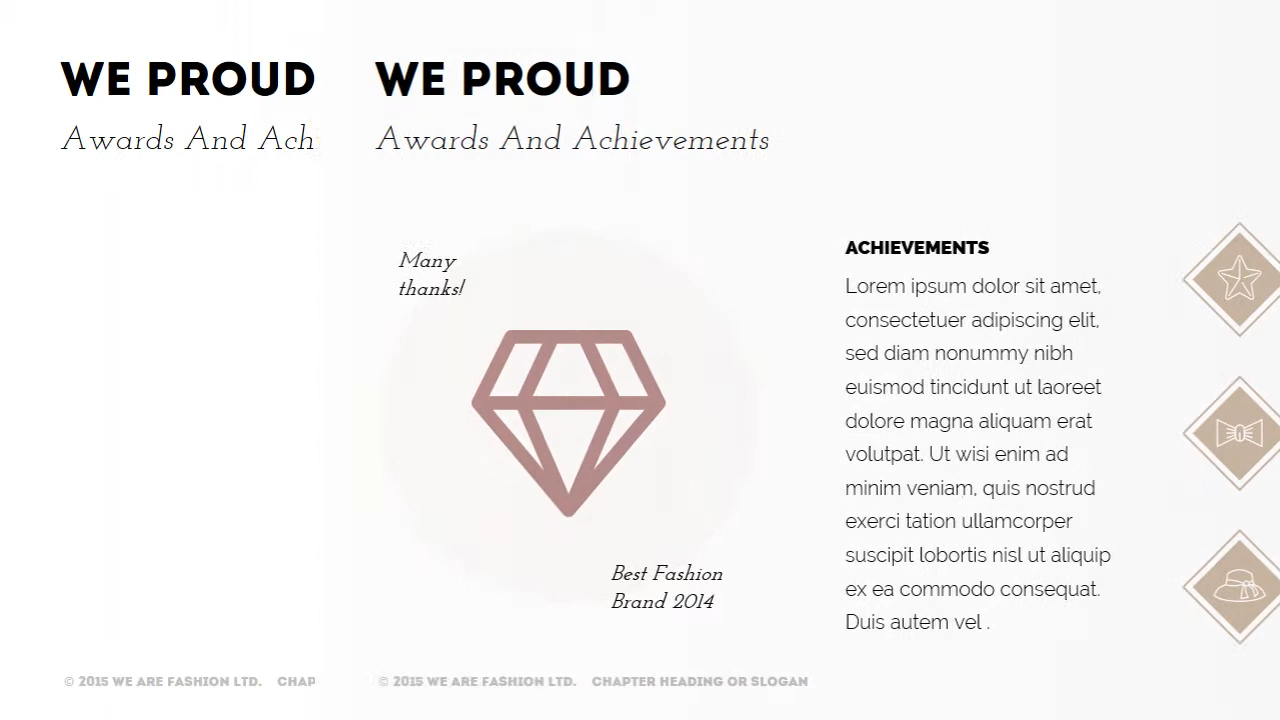 WE PROUD
Awards And Ach
© 2015 WE ARE FASHION LTD. CHAP
WE PROUD
Awards And Achievements
Many
thanks!
Best Fashion
Brand 2014
ACHIEVEMENTS
Lorem ipsum dolor sit amet,
consectetuer adipiscing elit,
sed diam nonummy nibh
euismod tincidunt ut laoreet
dolore magna aliquam erat
volutpat. Ut wisi enim ad
minim veniam, quis nostrud
exerci tation ullamcorper
suscipit lobortis nisl ut aliquip
ex ea commodo consequat.
Duis autem vel .
© 2015 WE ARE FASHION LTD. CHAPTER HEADING OR SLOGAN